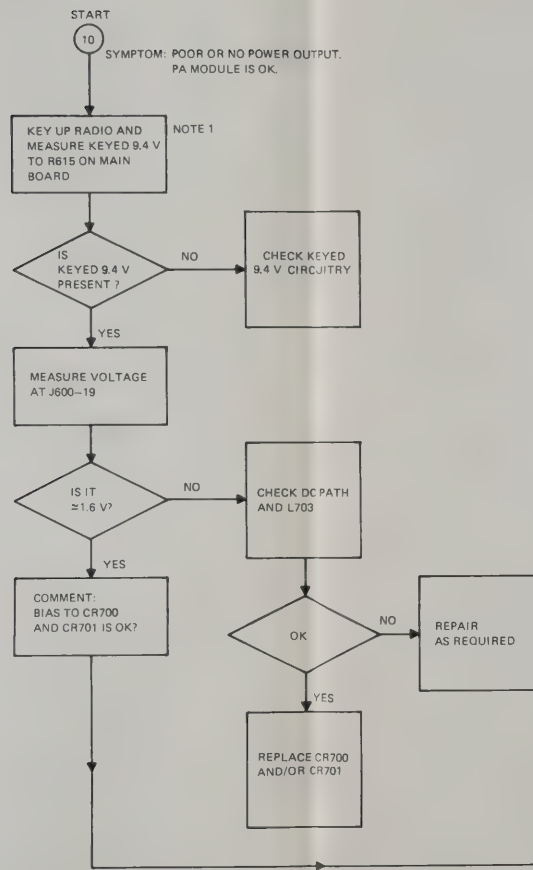 START
10
SYMPTOM: POOR OR NO POWER OUTPUT.
PA MODULE IS OK.
KEY UP RADIO AND
MEASURE KEYED 9.4 V
TO R615 ON MAIN
BOARD
NOTE 1
IS
KEYED 9.4 V
PRESENT ?
NO
CHECK KEYED
9.4 V CIRCUITRY
YES
MEASURE VOLTAGE
AT J600-19
IS IT
≃1.6 V?
NO
CHECK DC PATH
AND L703
YES
COMMENT:
BIAS TO CR700
AND CR701 IS OK?
OK
NO
REPAIR
AS REQUIRED
YES
REPLACE CR700
AND/OR CR701